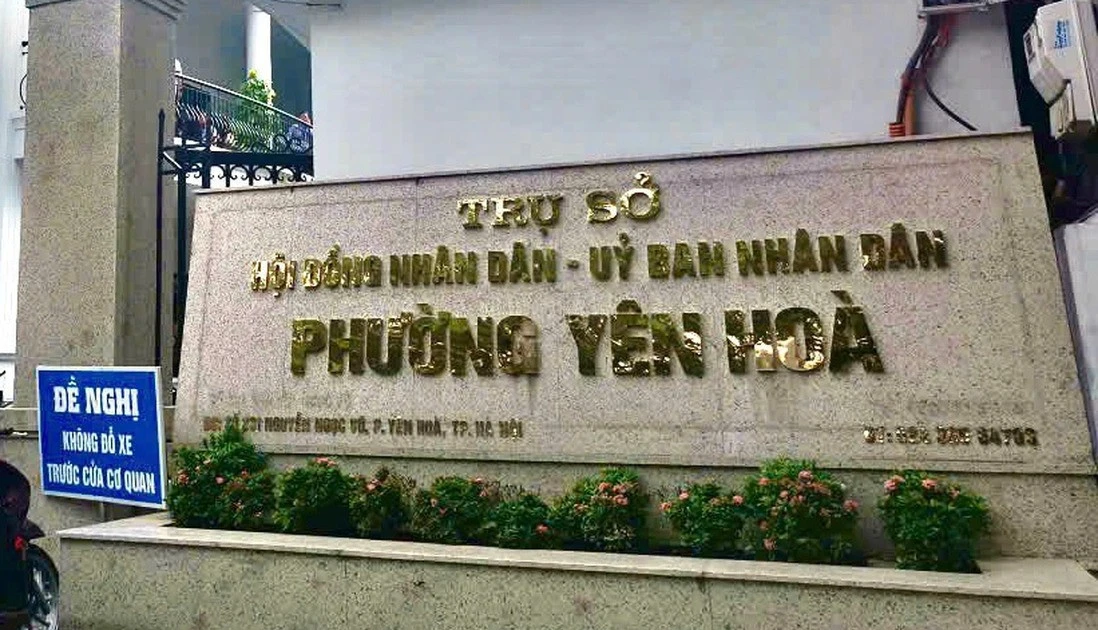 TRỤ SỞ
HỘI ĐỒNG NHÂN DÂN - UỶ BAN NHÂN DÂN
PHƯỜNG YÊN HOÀ
NGUYỄN NGỌC VŨ, P. YÊN HOÀ, TP. HÀ NỘI
ĐỀ NGHỊ
KHÔNG ĐỖ XE
TRƯỚC CỬA CƠ QUAN